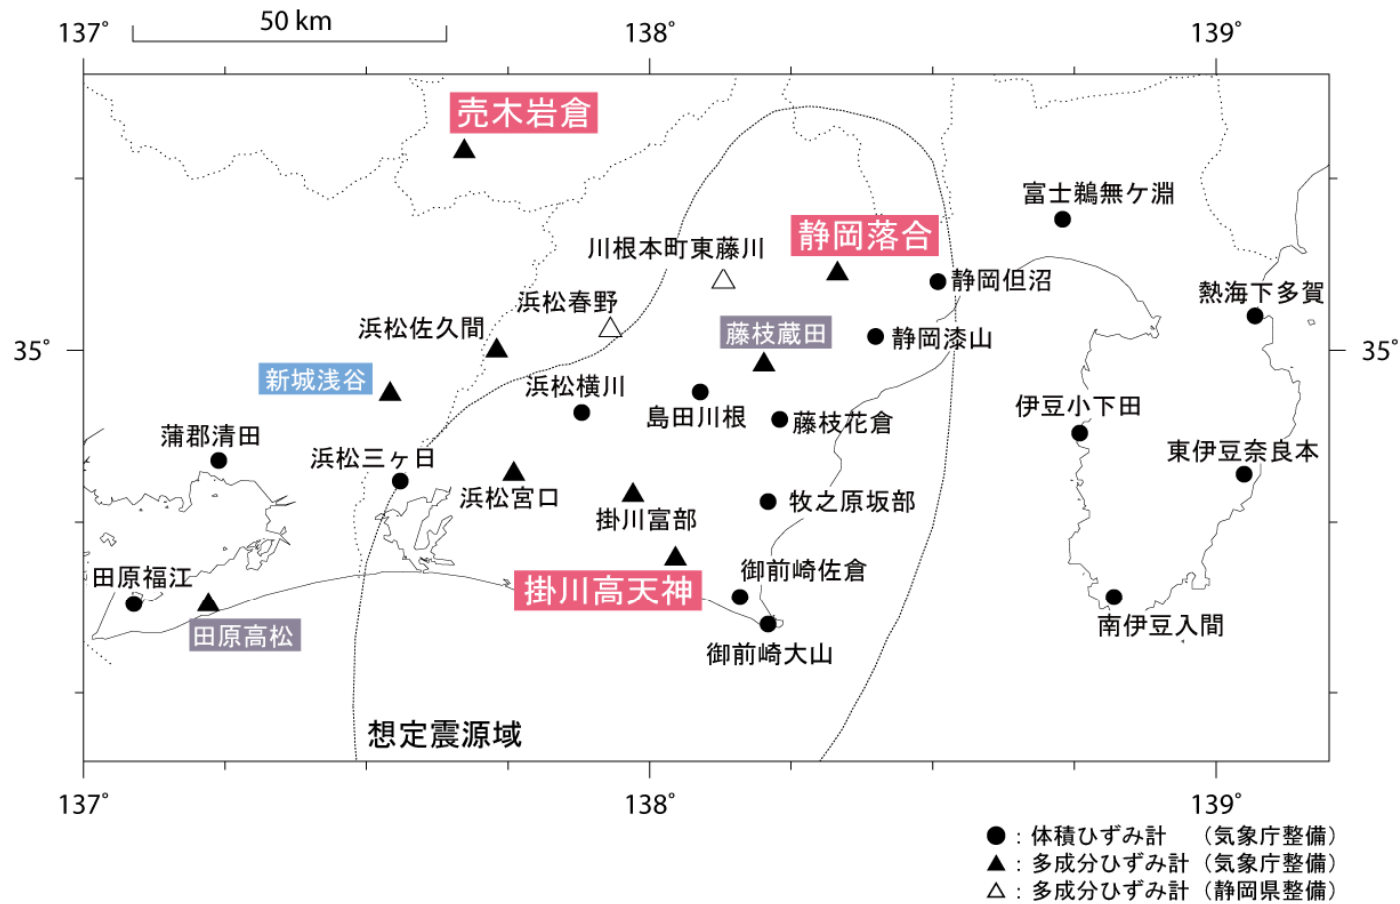 50 km
137°
138°
139°
売木岩倉
富士鵜無ケ淵
静岡落合
川根本町東藤川
静岡但沼
熱海下多賀
浜松春野
浜松佐久間
藤枝蔵田
静岡漆山
35°
35°
新城浅谷
浜松横川
島田川根
藤枝花倉
伊豆小下田
蒲郡清田
浜松三ヶ日
東伊豆奈良本
浜松宮口
掛川富部
牧之原坂部
田原福江
掛川高天神
御前崎佐倉
田原高松
南伊豆入間
御前崎大山
想定震源域
137°
138°
139°
●：体積ひずみ計 （気象庁整備）
▲：多成分ひずみ計（気象庁整備）
△：多成分ひずみ計（静岡県整備）